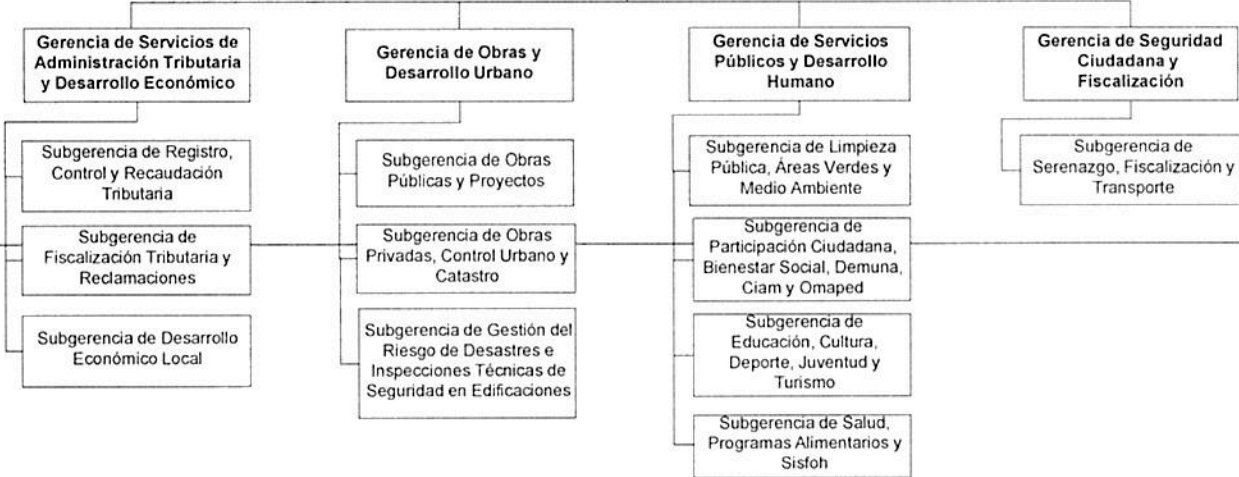 Gerencia de Servicios de
Administración Tributaria
y Desarrollo Económico
Subgerencia de Registro,
Control y Recaudación
Tributaria
Subgerencia de
Fiscalización Tributaria y
Reclamaciones
Subgerencia de Desarrollo
Económico Local
Gerencia de Obras y
Desarrollo Urbano
Subgerencia de Obras
Públicas y Proyectos
Subgerencia de Obras
Privadas, Control Urbano y
Catastro
Subgerencia de Gestión del
Riesgo de Desastres e
Inspecciones Técnicas de
Seguridad en Edificaciones
Gerencia de Servicios
Públicos y Desarrollo
Humano
Subgerencia de Limpieza
Pública, Áreas Verdes y
Medio Ambiente
Subgerencia de
Participación Ciudadana,
Bienestar Social, Demuna,
Ciam y Omaped
Subgerencia de
Educación, Cultura,
Deporte, Juventud y
Turismo
Subgerencia de Salud,
Programas Alimentarios y
Sisfoh
Gerencia de Seguridad
Ciudadana y
Fiscalización
Subgerencia de
Serenazgo, Fiscalización y
Transporte